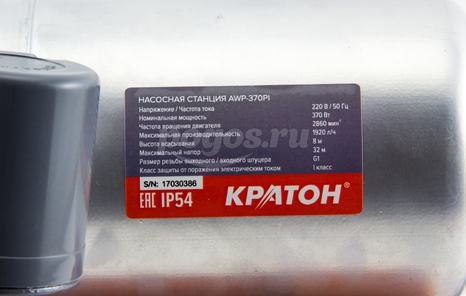 НАСОСНАЯ СТАНЦИЯ AWP-370PI
Напряжение / Частота тока 220 В / 50 Гц
Номинальная мощность 370 Вт
Частота вращения двигателя 2860 мин⁻¹
Максимальная производительность 1920 л/ч
Высота всасывания 8 м
Максимальный напор 32 м
Размер резьбы выходного / входного штуцера G1
Класс защиты от поражения электрическим током I класс
S/N: 17030386
EAC IP54 КРАТОН®